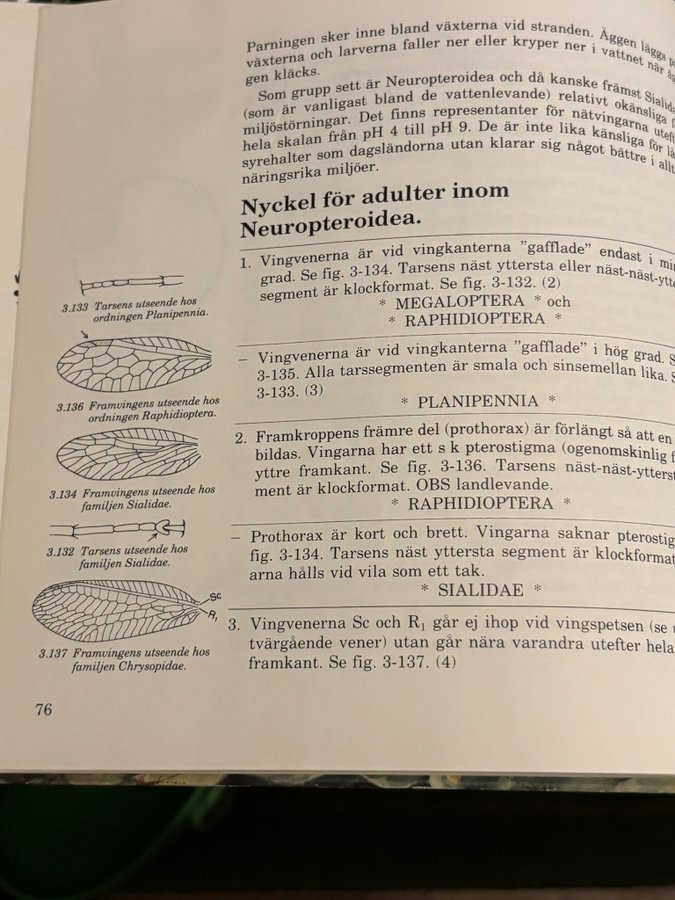 Parningen sker inne bland växterna vid stranden. Äggen läggs
växterna och larverna faller ner eller kryper ner i vattnet när
gen kläcks.
Som grupp sett är Neuropteroidea och då kanske främst
(som är vanligast bland de vattenlevande) relativt okänsliga
miljöstörningar. Det finns representanter för nätvingarna
hela skalan från pH 4 till pH 9. De är inte lika känsliga för
syrehalter som dagsländorna utan klarar sig något bättre i
näringsrika miljöer.
Nyckel för adulter inom
Neuropteroidea.
1. Vingvenerna är vid vingkanterna "gafflade" endast i
grad. Se fig. 3-134. Tarsens näst yttersta eller näst-näst-
segment är klockformat. Se fig. 3-132. (2)
* MEGALOPTERA * och
* RAPHIDIOPTERA *
– Vingvenerna är vid vingkanterna "gafflade" i hög grad.
3-135. Alla tarssegmenten är smala och sinsemellan lika.
3-133. (3)
* PLANIPENNIA *
2. Framkroppens främre del (prothorax) är förlängt så att en
bildas. Vingarna har ett s k pterostigma (ogenomskinlig
yttre framkant. Se fig. 3-136. Tarsens näst-näst-ytterst
ment är klockformat. OBS landlevande.
* RAPHIDIOPTERA *
– Prothorax är kort och brett. Vingarna saknar pterostig
fig. 3-134. Tarsens näst yttersta segment är klockformat
arna hålls vid vila som ett tak.
* SIALIDAE *
3. Vingvenerna Sc och R1 går ej ihop vid vingspetsen (se
tvärgående vener) utan går nära varandra utefter hela
framkant. Se fig. 3-137. (4)
3.133 Tarsens utseende hos
ordningen Planipennia.
3.136 Framvingens utseende hos
ordningen Raphidioptera.
3.134 Framvingens utseende hos
familjen Sialidae.
3.132 Tarsens utseende hos
familjen Sialidae.
Sc
R1
3.137 Framvingens utseende hos
familjen Chrysopidae.
76